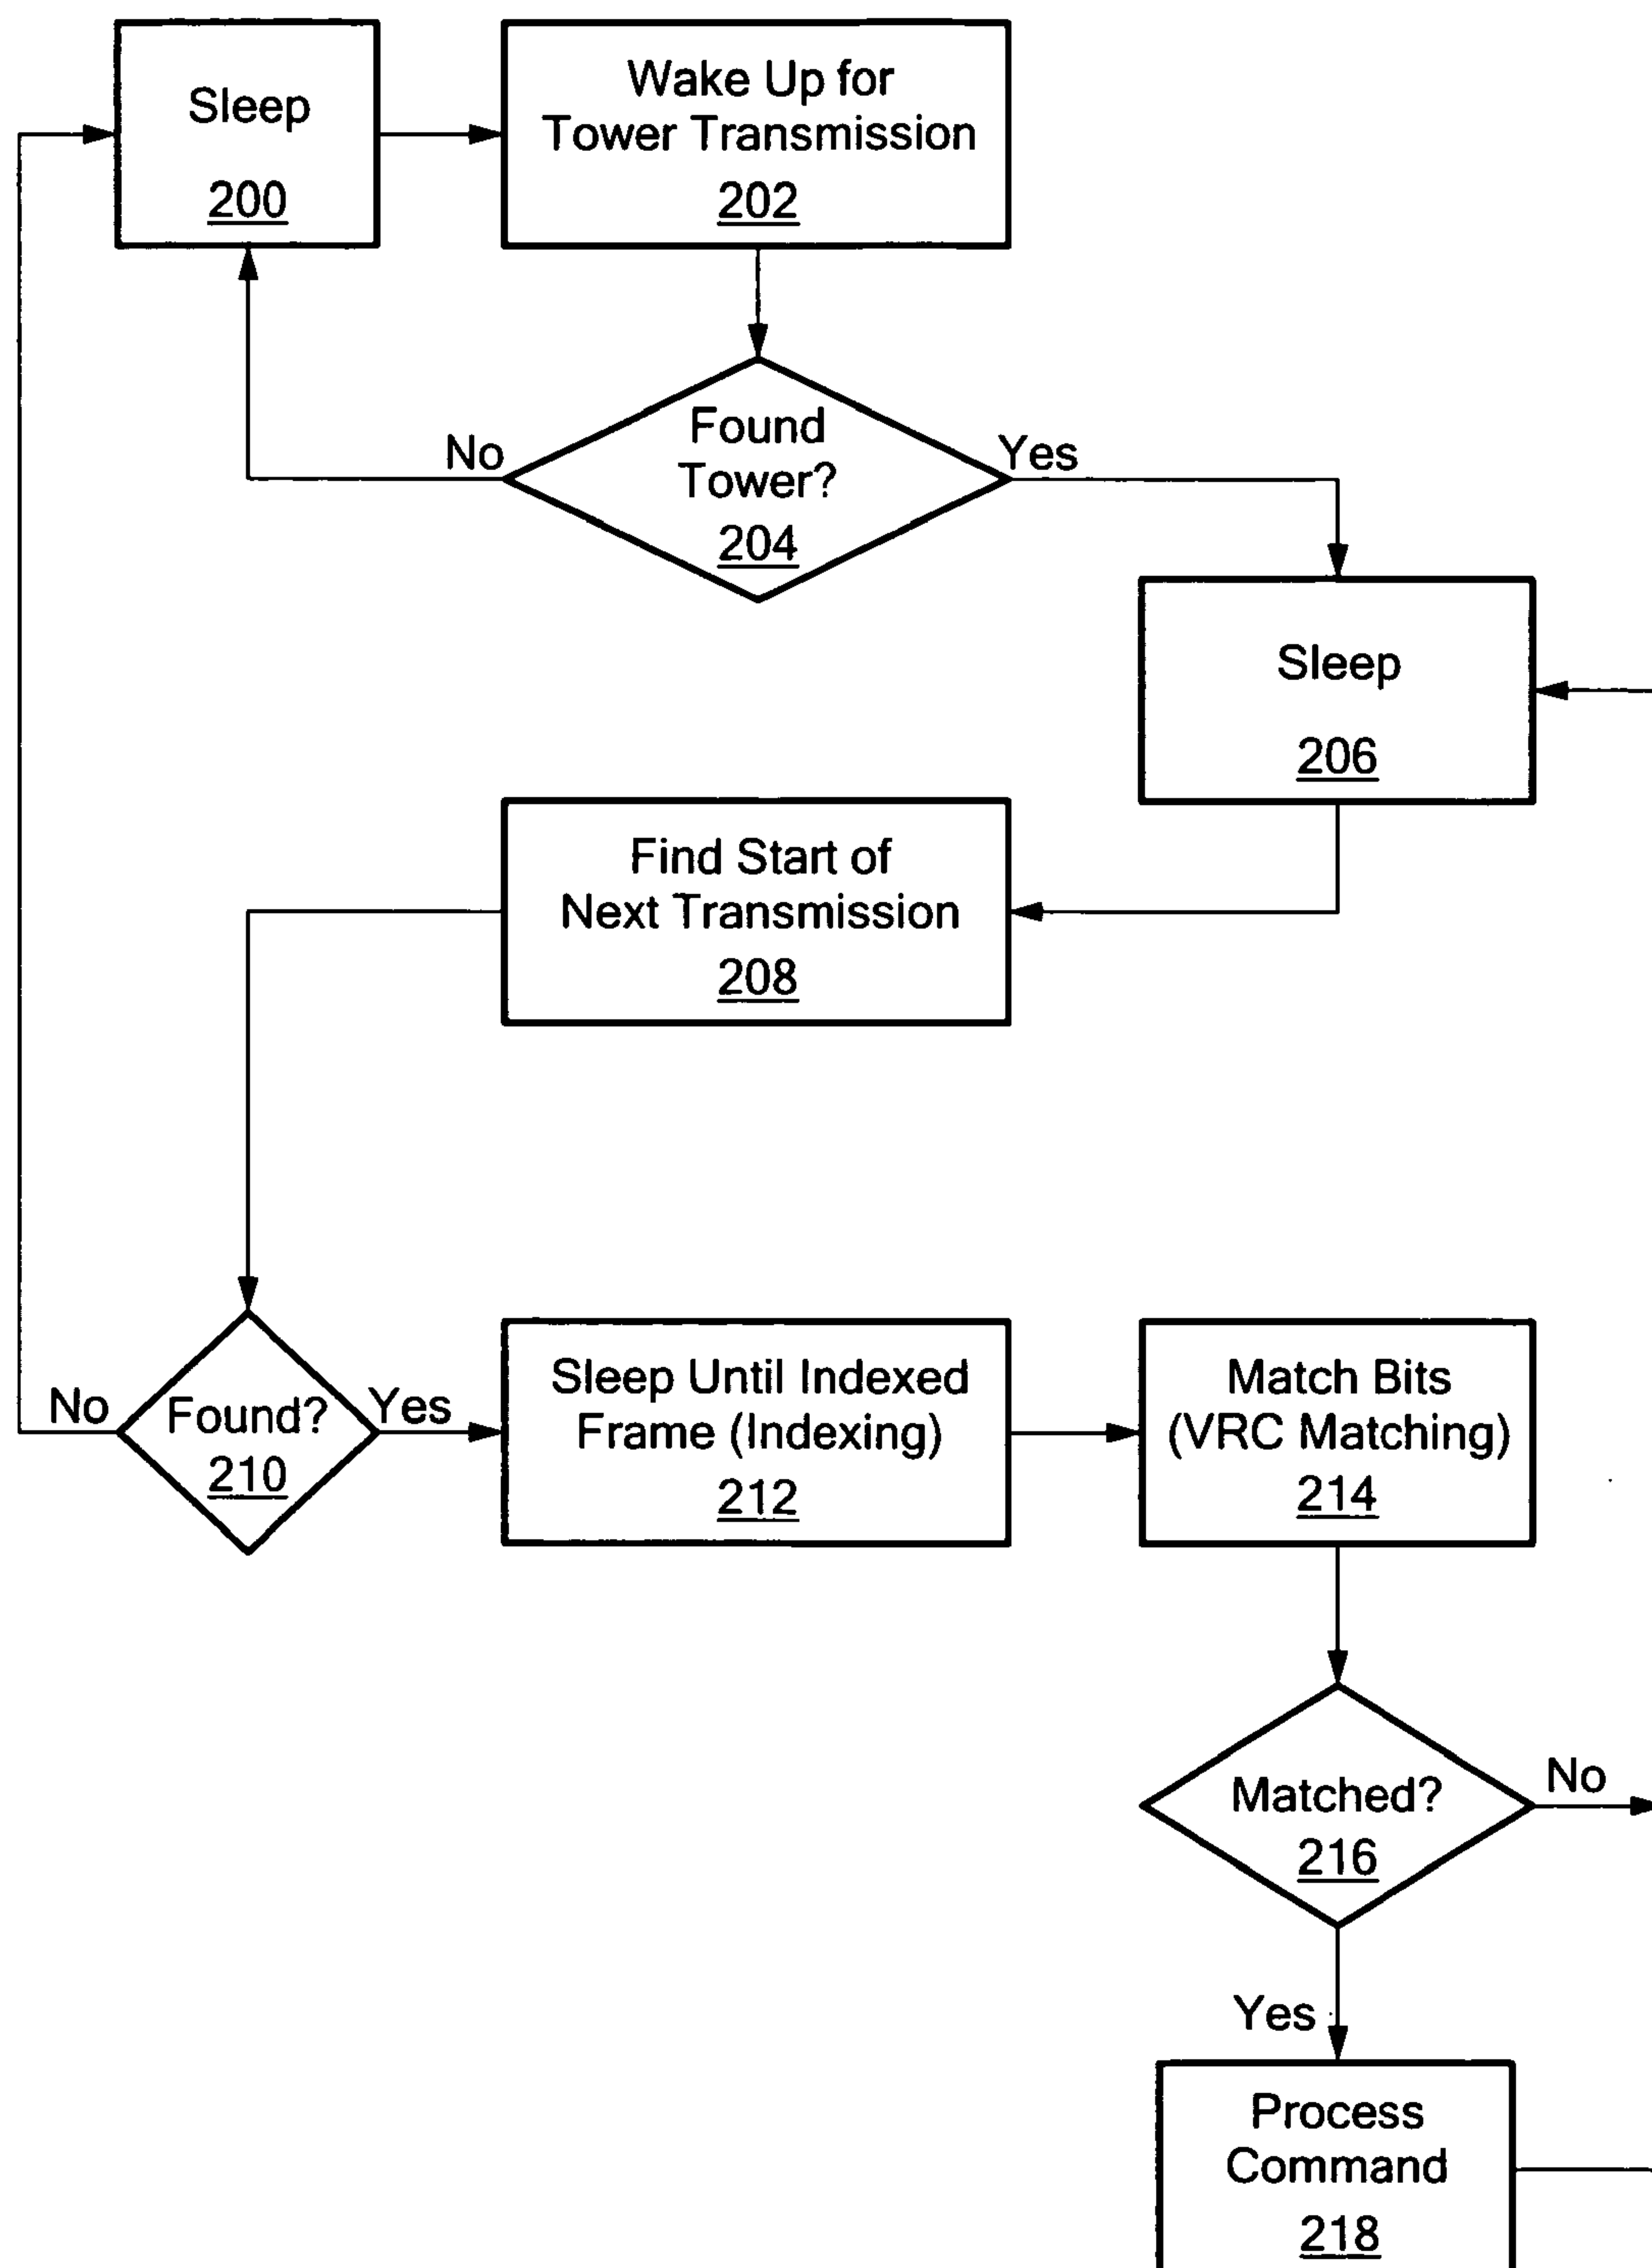 Sleep
200
Wake Up for
Tower Transmission
202
Found
Tower?
204
No
Yes
Sleep
206
Find Start of
Next Transmission
208
No
Found?
210
Yes
Sleep Until Indexed
Frame (Indexing)
212
Match Bits
(VRC Matching)
214
Matched?
216
No
Yes
Process
Command
218